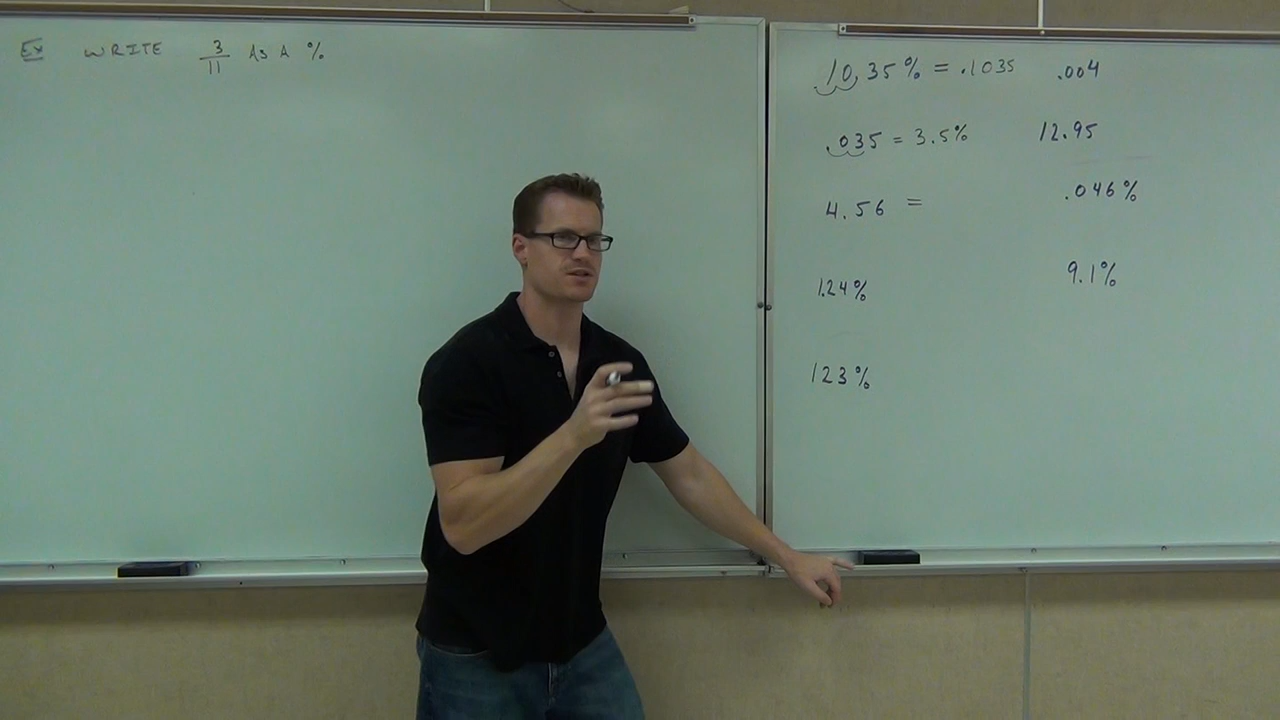 Ex WRITE 3/11 AS A %
10.35% = .1035 .004
.035 = 3.5% 12.95
4.56 = .046%
1.24% 9.1%
123%